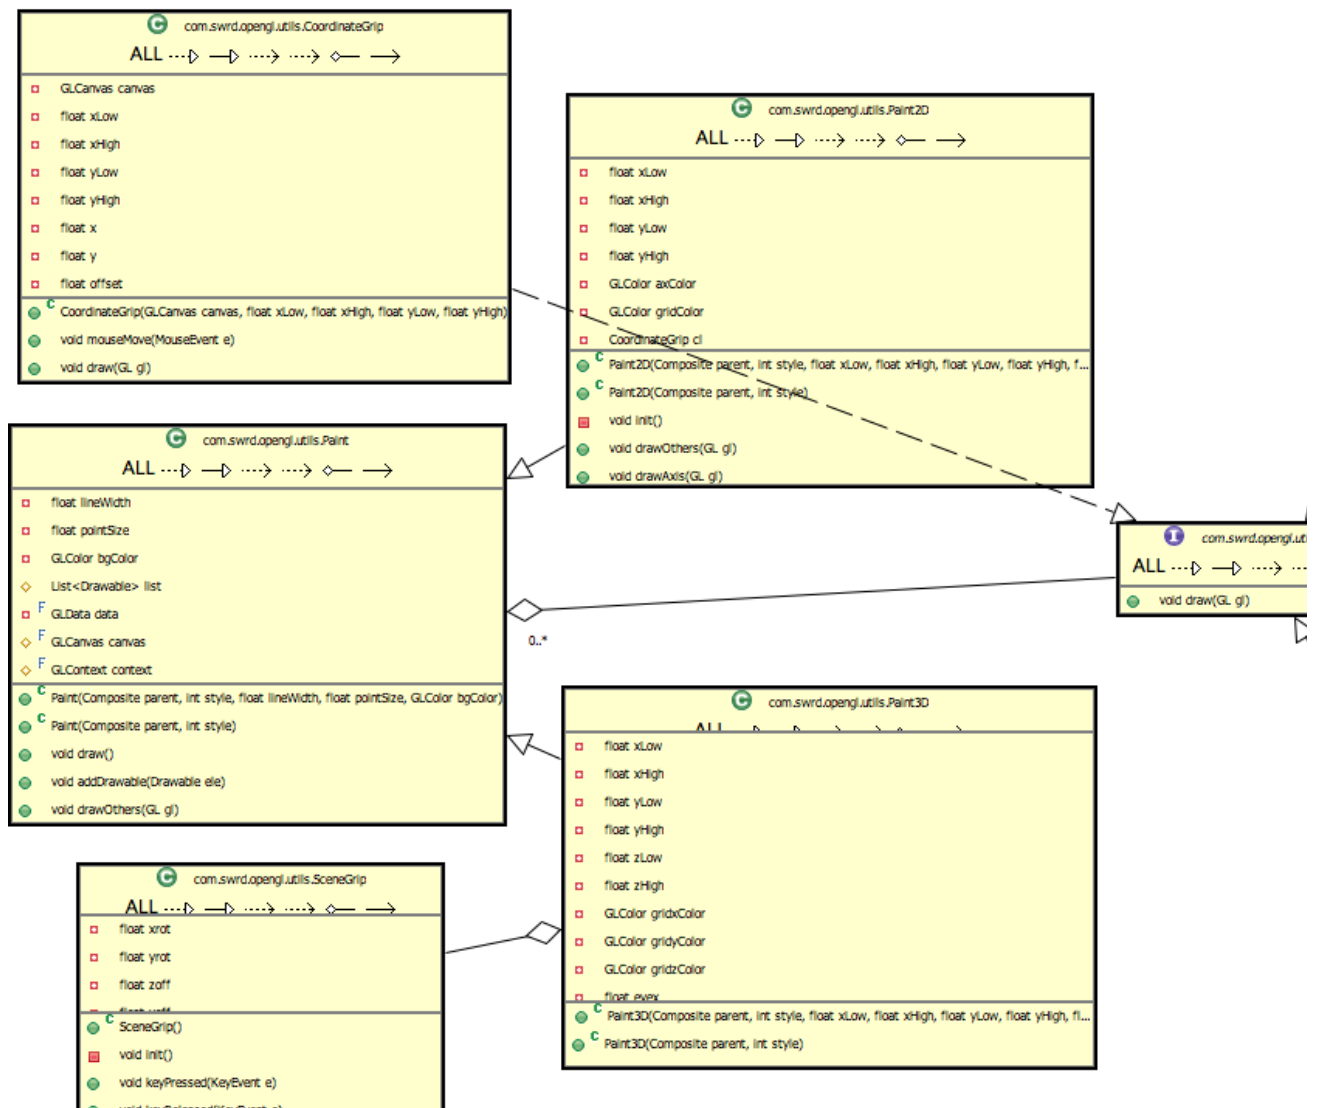 com.swrd.opengl.utils.CoordinateGrip
ALL
GLCanvas canvas
float xLow
float xHigh
float yLow
float yHigh
float x
float y
float offset
C CoordinateGrip(GLCanvas canvas, float xLow, float xHigh, float yLow, float yHigh)
void mouseMove(MouseEvent e)
void draw(GL gl)
C com.swrd.opengl.utils.Paint2D
ALL
float xLow
float xHigh
float yLow
float yHigh
GLColor axColor
GLColor gridColor
CoordinateGrip cl
C Paint2D(Composite parent, int style, float xLow, float xHigh, float yLow, float yHigh, f...
C Paint2D(Composite parent, int style)
void init()
void drawOthers(GL gl)
void drawAxis(GL gl)
C com.swrd.opengl.utils.Paint
ALL
float lineWidth
float pointSize
GLColor bgColor
List<Drawable> list
F GLData data
F GLCanvas canvas
F GLContext context
C Paint(Composite parent, int style, float lineWidth, float pointSize, GLColor bgColor)
C Paint(Composite parent, int style)
void draw()
void addDrawable(Drawable ele)
void drawOthers(GL gl)
0..*
I com.swrd.opengl.ut
ALL
void draw(GL gl)
C com.swrd.opengl.utils.Paint3D
ALL
float xLow
float xHigh
float yLow
float yHigh
float zLow
float zHigh
GLColor gridxColor
GLColor gridyColor
GLColor gridzColor
float eyex
C Paint3D(Composite parent, int style, float xLow, float xHigh, float yLow, float yHigh, fl...
C Paint3D(Composite parent, int style)
C com.swrd.opengl.utils.SceneGrip
ALL
float xrot
float yrot
float zoff
C SceneGrip()
void init()
void keyPressed(KeyEvent e)